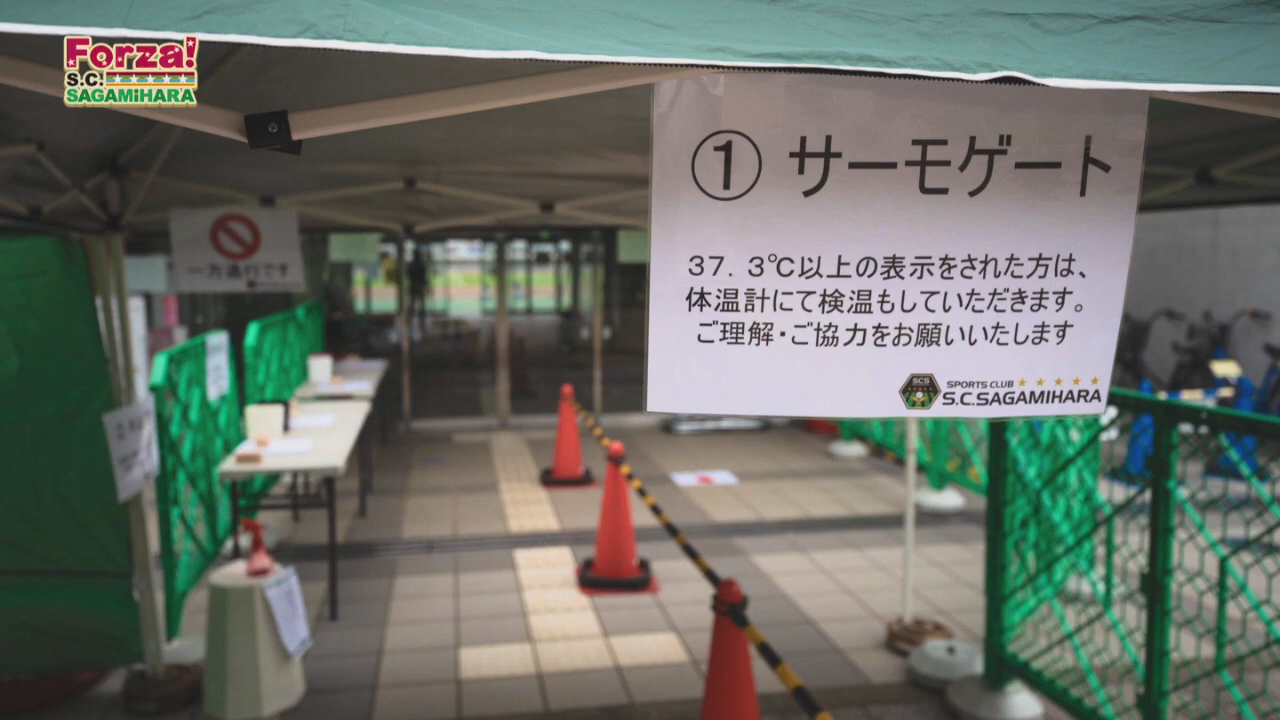 Forza!
S.C.
SAGAMiHARA
① サーモゲート
37.3℃以上の表示をされた方は、
体温計にて検温もしていただきます。
ご理解・ご協力をお願いいたします
SCS
SPORTS CLUB
S.C.SAGAMIHARA
一方通行です